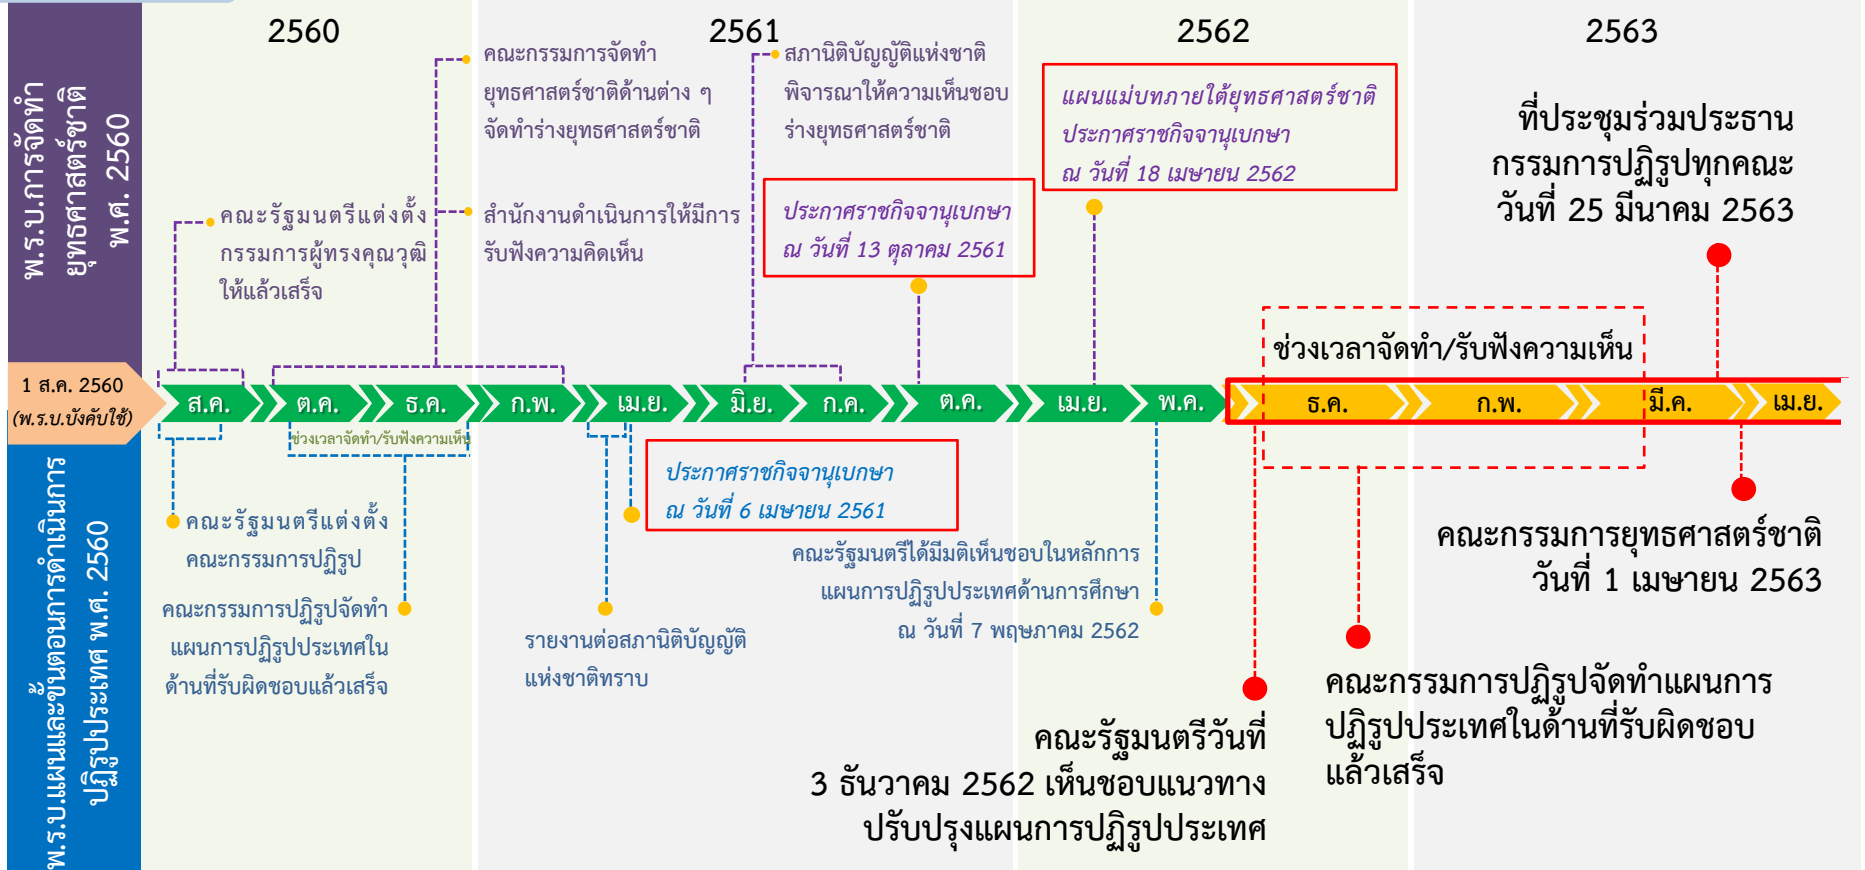 2560
2561
2562
2563
พ.ร.บ.การจัดทำ
ยุทธศาสตร์ชาติ
พ.ศ. 2560
คณะรัฐมนตรีแต่งตั้ง
กรรมการผู้ทรงคุณวุฒิ
ให้แล้วเสร็จ
คณะกรรมการจัดทำ
ยุทธศาสตร์ชาติด้านต่าง ๆ
จัดทำร่างยุทธศาสตร์ชาติ
สำนักงานดำเนินการให้มีการ
รับฟังความคิดเห็น
สภานิติบัญญัติแห่งชาติ
พิจารณาให้ความเห็นชอบ
ร่างยุทธศาสตร์ชาติ
ประกาศราชกิจจานุเบกษา
ณ วันที่ 13 ตุลาคม 2561
แผนแม่บทภายใต้ยุทธศาสตร์ชาติ
ประกาศราชกิจจานุเบกษา
ณ วันที่ 18 เมษายน 2562
ที่ประชุมร่วมประธาน
กรรมการปฏิรูปทุกคณะ
วันที่ 25 มีนาคม 2563
ช่วงเวลาจัดทำ/รับฟังความเห็น
1 ส.ค. 2560
(พ.ร.บ.บังคับใช้)
ส.ค.
ต.ค.
ธ.ค.
ก.พ.
เม.ย.
มิ.ย.
ก.ค.
ต.ค.
เม.ย.
พ.ค.
ธ.ค.
ก.พ.
มี.ค.
เม.ย.
ช่วงเวลาจัดทำ/รับฟังความเห็น
พ.ร.บ.แผนและขั้นตอนการดำเนินการ
ปฏิรูปประเทศ พ.ศ. 2560
คณะรัฐมนตรีแต่งตั้ง
คณะกรรมการปฏิรูป
คณะกรรมการปฏิรูปจัดทำ
แผนการปฏิรูปประเทศใน
ด้านที่รับผิดชอบแล้วเสร็จ
ประกาศราชกิจจานุเบกษา
ณ วันที่ 6 เมษายน 2561
รายงานต่อสภานิติบัญญัติ
แห่งชาติทราบ
คณะรัฐมนตรีได้มีมติเห็นชอบในหลักการ
แผนการปฏิรูปประเทศด้านการศึกษา
ณ วันที่ 7 พฤษภาคม 2562
คณะรัฐมนตรีวันที่
3 ธันวาคม 2562 เห็นชอบแนวทาง
ปรับปรุงแผนการปฏิรูปประเทศ
คณะกรรมการปฏิรูปจัดทำแผนการ
ปฏิรูปประเทศในด้านที่รับผิดชอบ
แล้วเสร็จ
คณะกรรมการยุทธศาสตร์ชาติ
วันที่ 1 เมษายน 2563